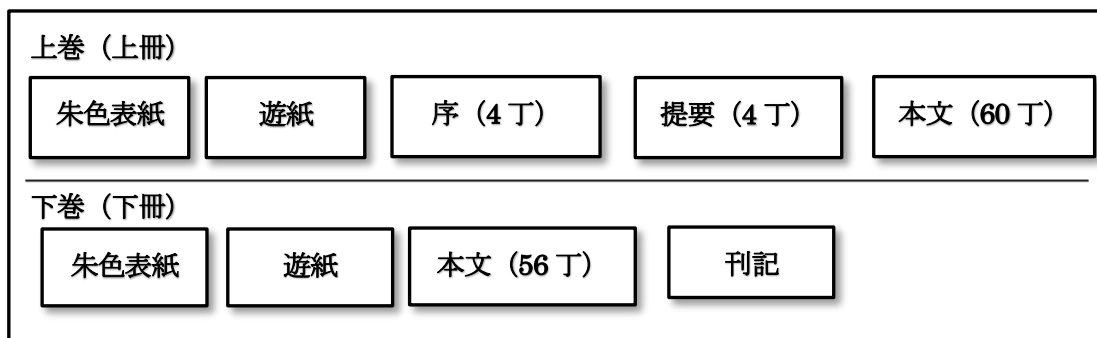 上巻（上冊）
朱色表紙 遊紙 序（4 丁） 提要（4 丁） 本文（60 丁）
下巻（下冊）
朱色表紙 遊紙 本文（56 丁） 刊記